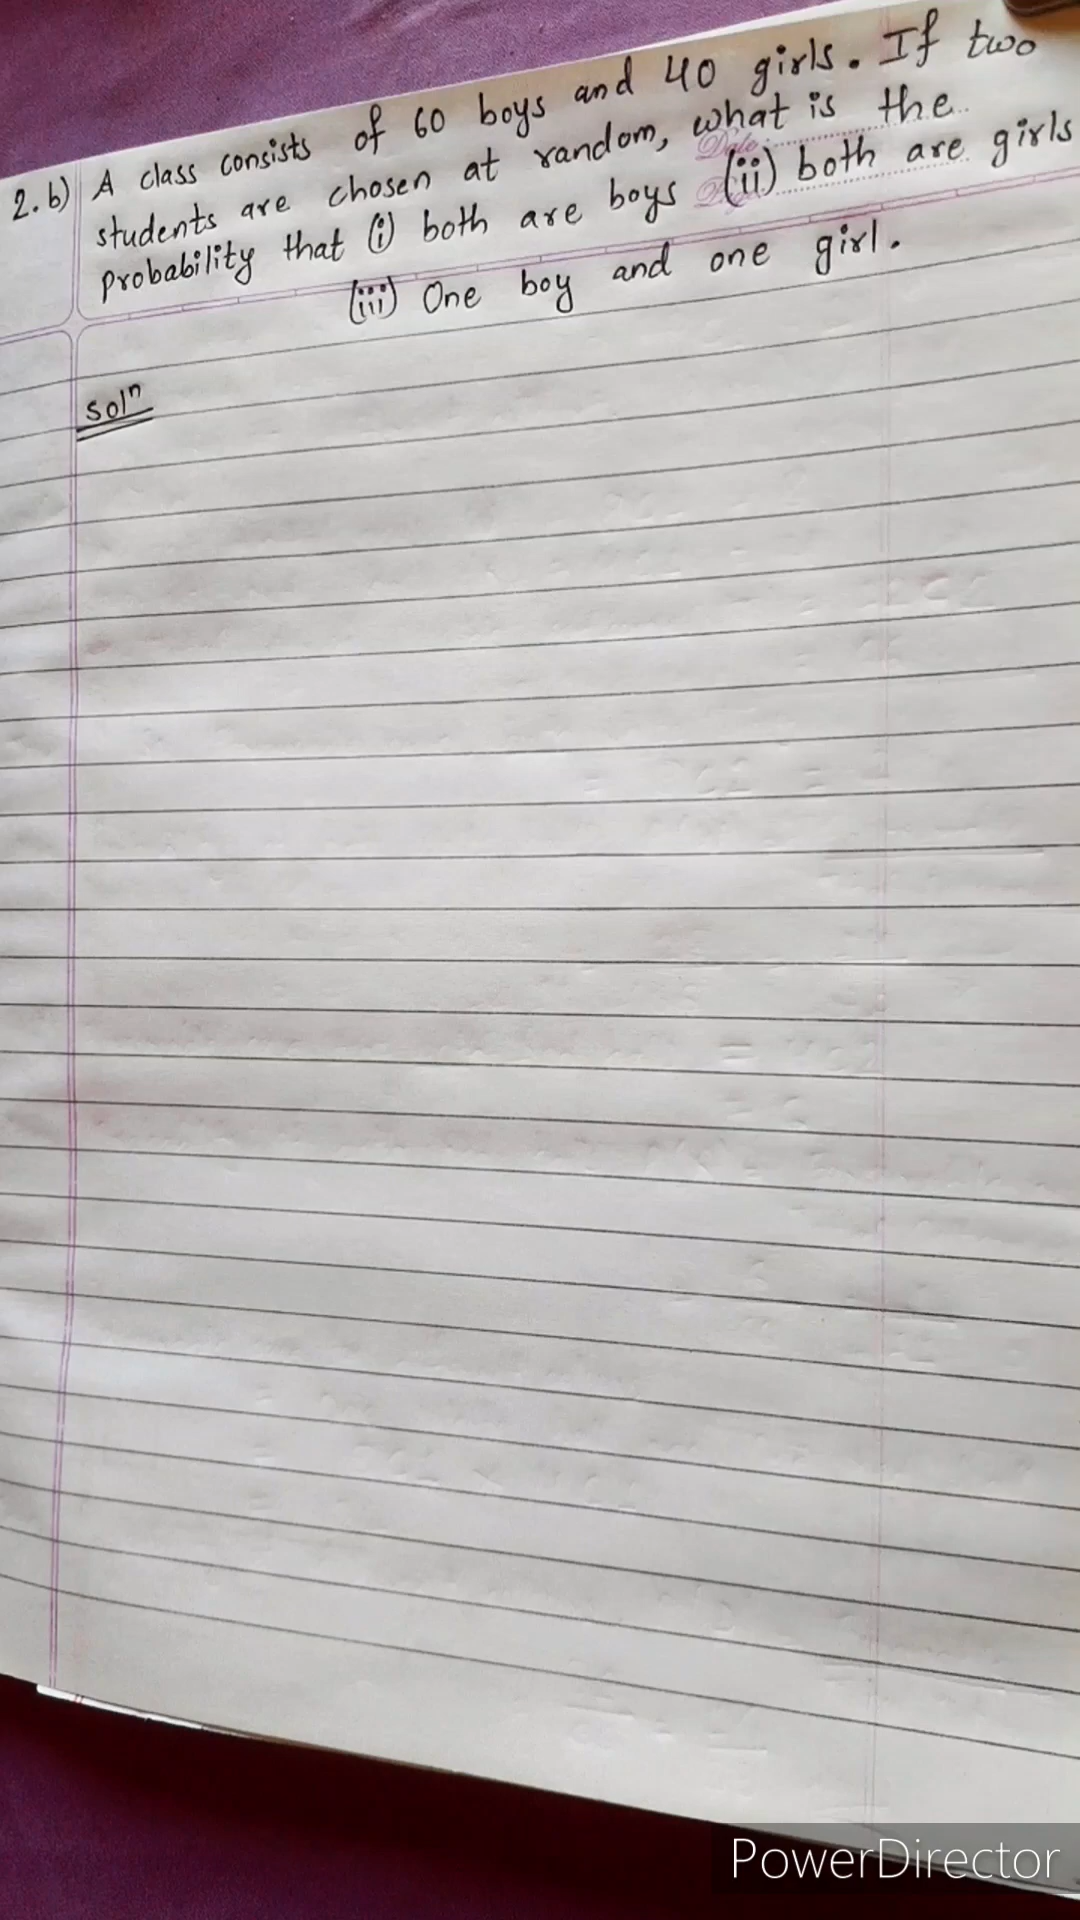 2. b) A class consists of 60 boys and 40 girls. If two
students are chosen at random, what is the
probability that (i) both are boys (ii) both are girls
(iii) One boy and one girl.
Solⁿ
Date
PowerDirector